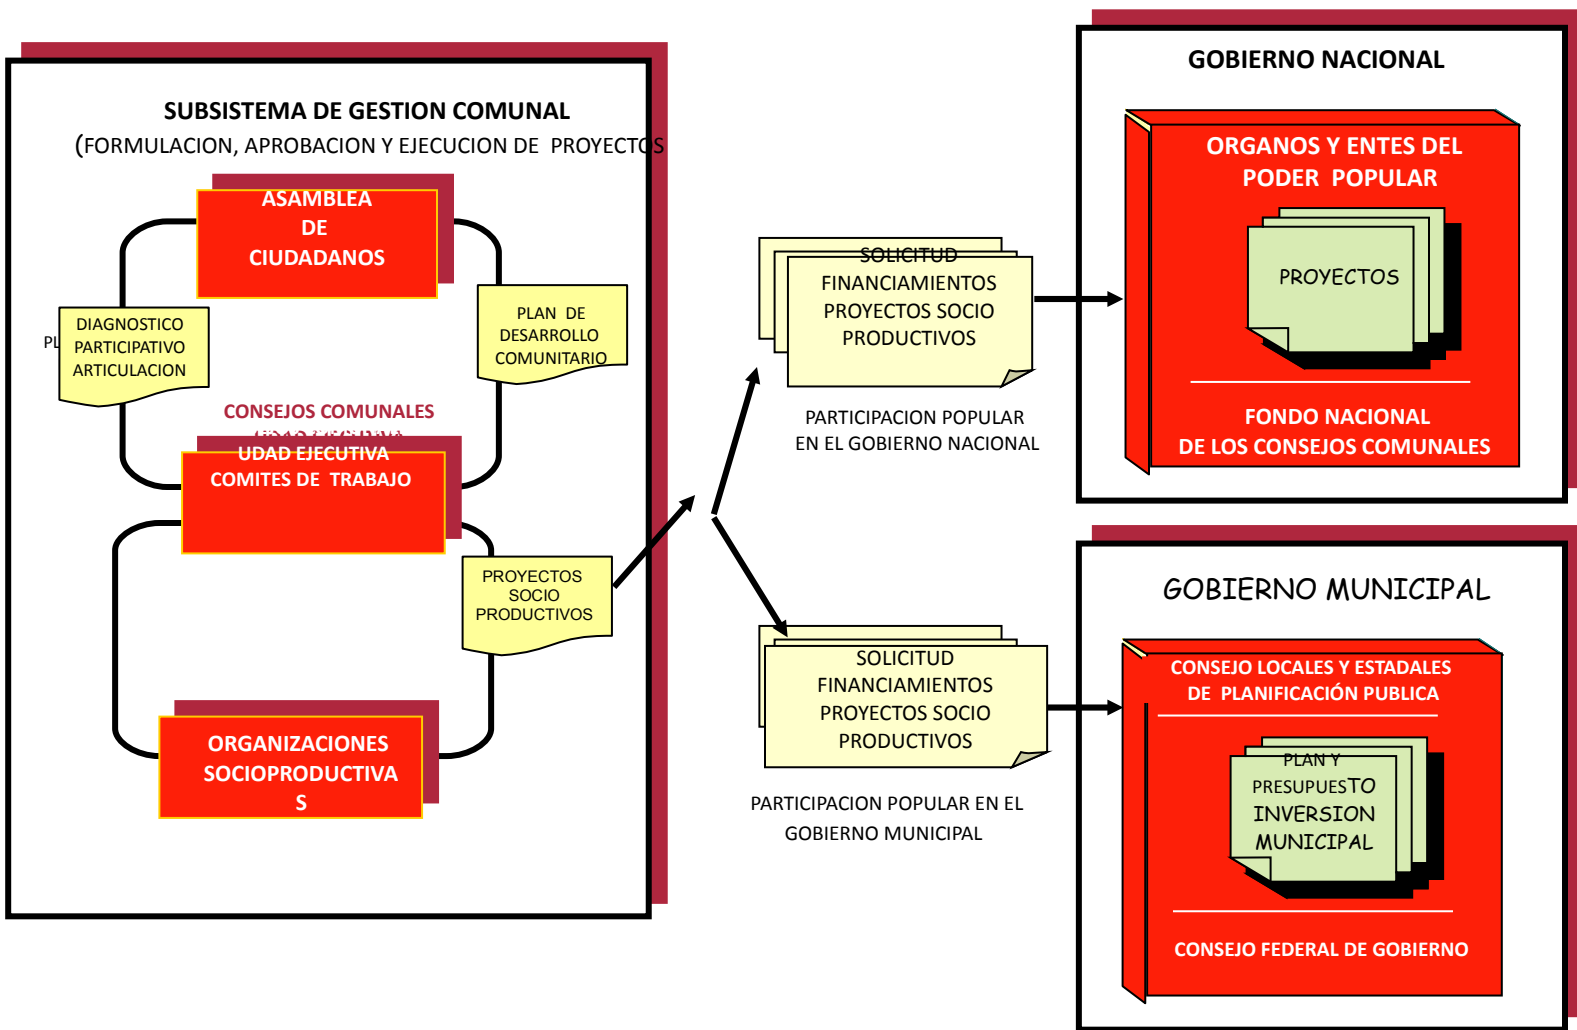 SUBSISTEMA DE GESTION COMUNAL
(FORMULACION, APROBACION Y EJECUCION DE PROYECTOS
ASAMBLEA
DE
CIUDADANOS
DIAGNOSTICO
PARTICIPATIVO
ARTICULACION
PLAN DE
DESARROLLO
COMUNITARIO
CONSEJOS COMUNALES
UDAD EJECUTIVA
COMITES DE TRABAJO
PROYECTOS
SOCIO
PRODUCTIVOS
ORGANIZACIONES
SOCIOPRODUCTIVA
S
SOLICITUD
FINANCIAMIENTOS
PROYECTOS SOCIO
PRODUCTIVOS
PARTICIPACION POPULAR
EN EL GOBIERNO NACIONAL
SOLICITUD
FINANCIAMIENTOS
PROYECTOS SOCIO
PRODUCTIVOS
PARTICIPACION POPULAR EN EL
GOBIERNO MUNICIPAL
GOBIERNO NACIONAL
ORGANOS Y ENTES DEL
PODER POPULAR
PROYECTOS
FONDO NACIONAL
DE LOS CONSEJOS COMUNALES
GOBIERNO MUNICIPAL
CONSEJO LOCALES Y ESTADALES
DE PLANIFICACIÓN PUBLICA
PLAN Y
PRESUPUESTO
INVERSION
MUNICIPAL
CONSEJO FEDERAL DE GOBIERNO